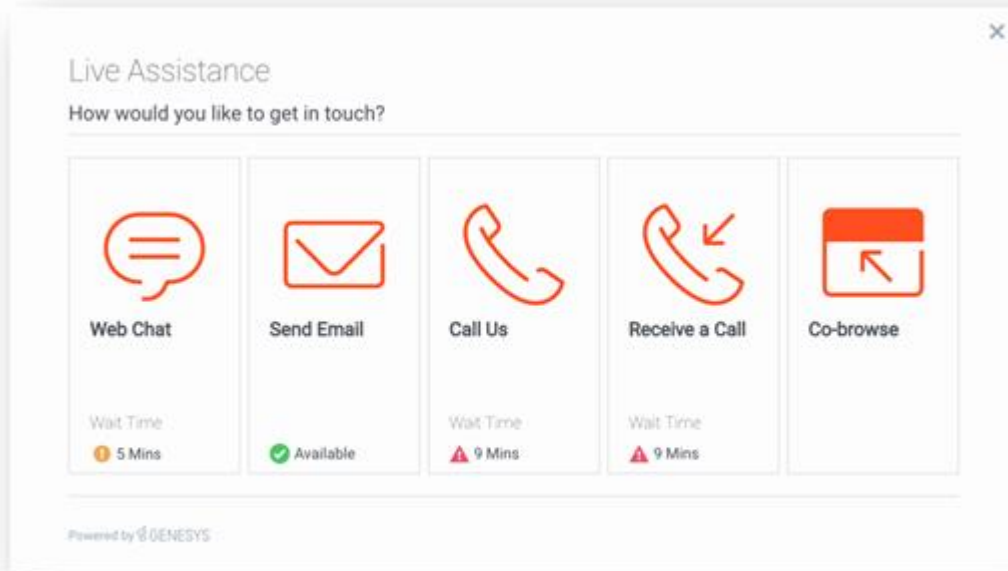 Live Assistance
How would you like to get in touch?
Web Chat
Wait Time
5 Mins
Send Email
Available
Call Us
Wait Time
9 Mins
Receive a Call
Wait Time
9 Mins
Co-browse
Powered by GENESYS